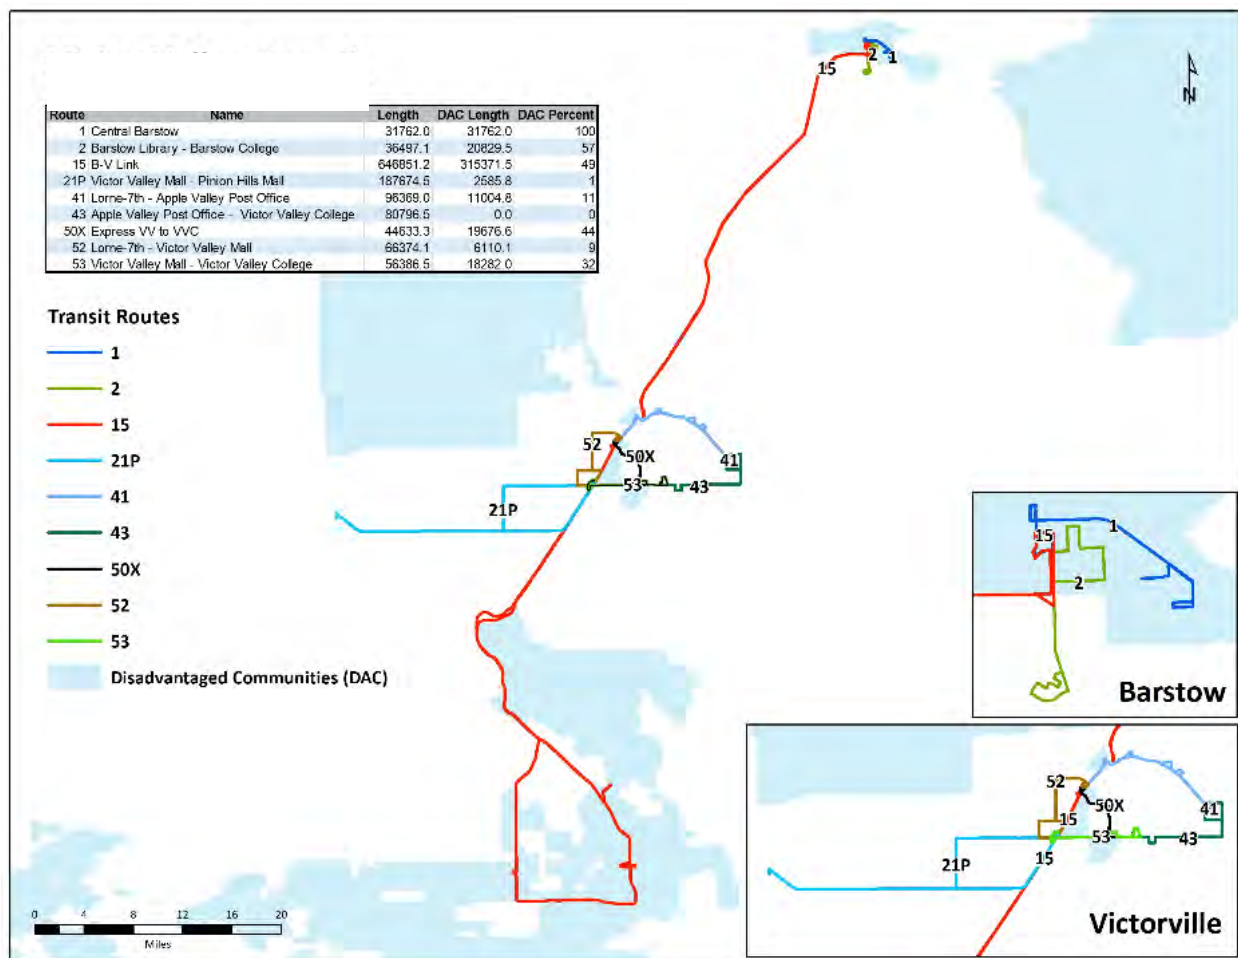 Route Name Length DAC Length DAC Percent
1 Central Barstow 31762.0 31762.0 100
2 Barstow Library - Barstow College 36497.1 20829.5 57
15 B-V Link 646851.2 315371.5 49
21P Victor Valley Mall - Pinion Hills Mall 187674.5 2585.8 1
41 Lorne-7th - Apple Valley Post Office 96369.0 11004.8 11
43 Apple Valley Post Office - Victor Valley College 80796.5 0.0 0
50X Express VV to VVC 44633.3 19676.6 44
52 Lorne-7th - Victor Valley Mall 66374.1 6110.1 9
53 Victor Valley Mall - Victor Valley College 56386.5 18282.0 32
Transit Routes
1
2
15
21P
41
43
50X
52
53
Disadvantaged Communities (DAC)
0 4 8 12 16 20
Miles
15
2
1
N
52
50X
41
53
43
21P
15
1
2
Barstow
52
50X
41
15
53
43
15
21P
Victorville